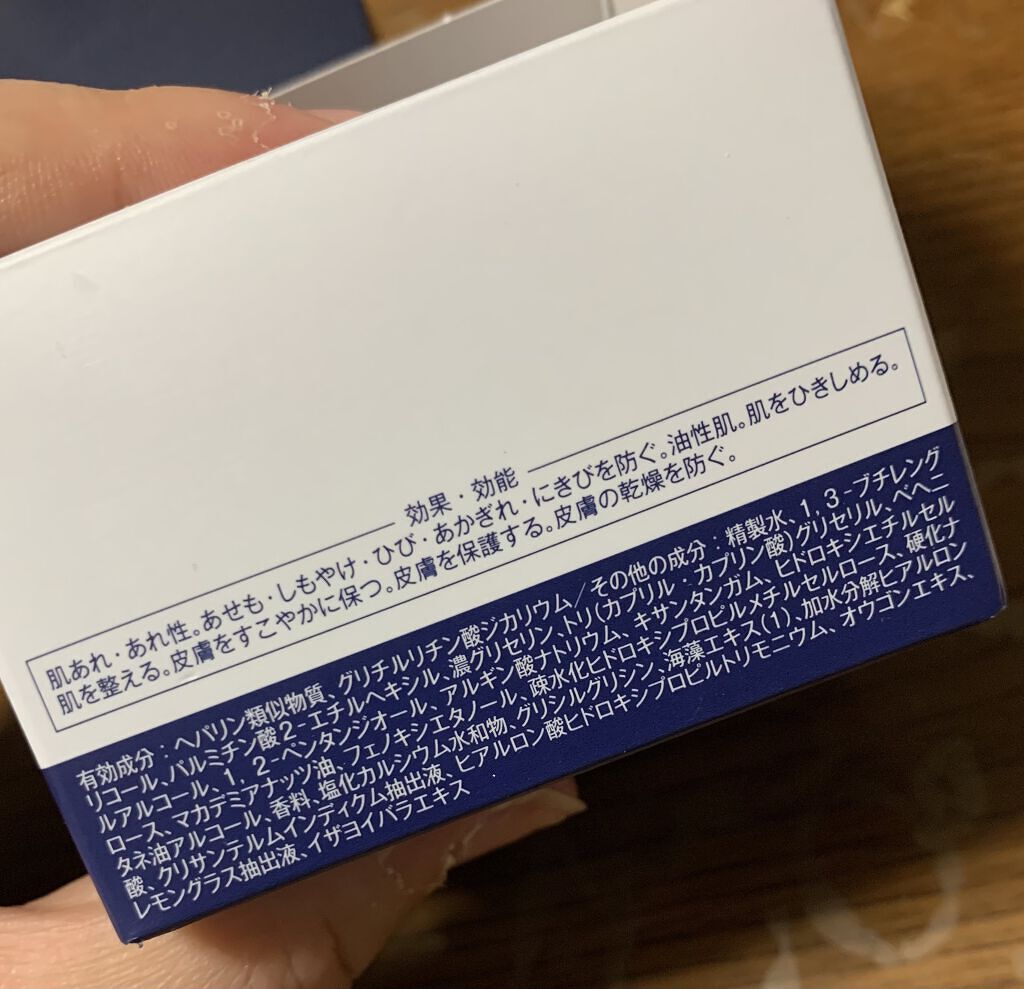 効果・効能
肌あれ・あれ性。あせも・しもやけ・ひび・あかぎれ・にきびを防ぐ。油性肌。肌をひきしめる。
肌を整える。皮膚をすこやかに保つ。皮膚を保護する。皮膚の乾燥を防ぐ。
有効成分：ヘパリン類似物質、グリチルリチン酸ジカリウム／その他の成分：精製水、1,3-ブチレング
リコール、パルミチン酸2-エチルヘキシル、濃グリセリン、トリ(カプリル・カプリン酸)グリセリル、ベヘニ
ルアルコール、1,2-ペンタンジオール、アルギン酸ナトリウム、キサンタンガム、ヒドロキシエチルセル
ロース、マカデミアナッツ油、フェノキシエタノール、疎水化ヒドロキシプロピルメチルセルロース、硬化ナ
タネ油アルコール、香料、塩化カルシウム水和物、グリシルグリシン、海藻エキス(1)、加水分解ヒアルロン
酸、クリサンテルムインディクム抽出液、ヒアルロン酸ヒドロキシプロピルトリモニウム、オウゴンエキス、
レモングラス抽出液、イザヨイバラエキス